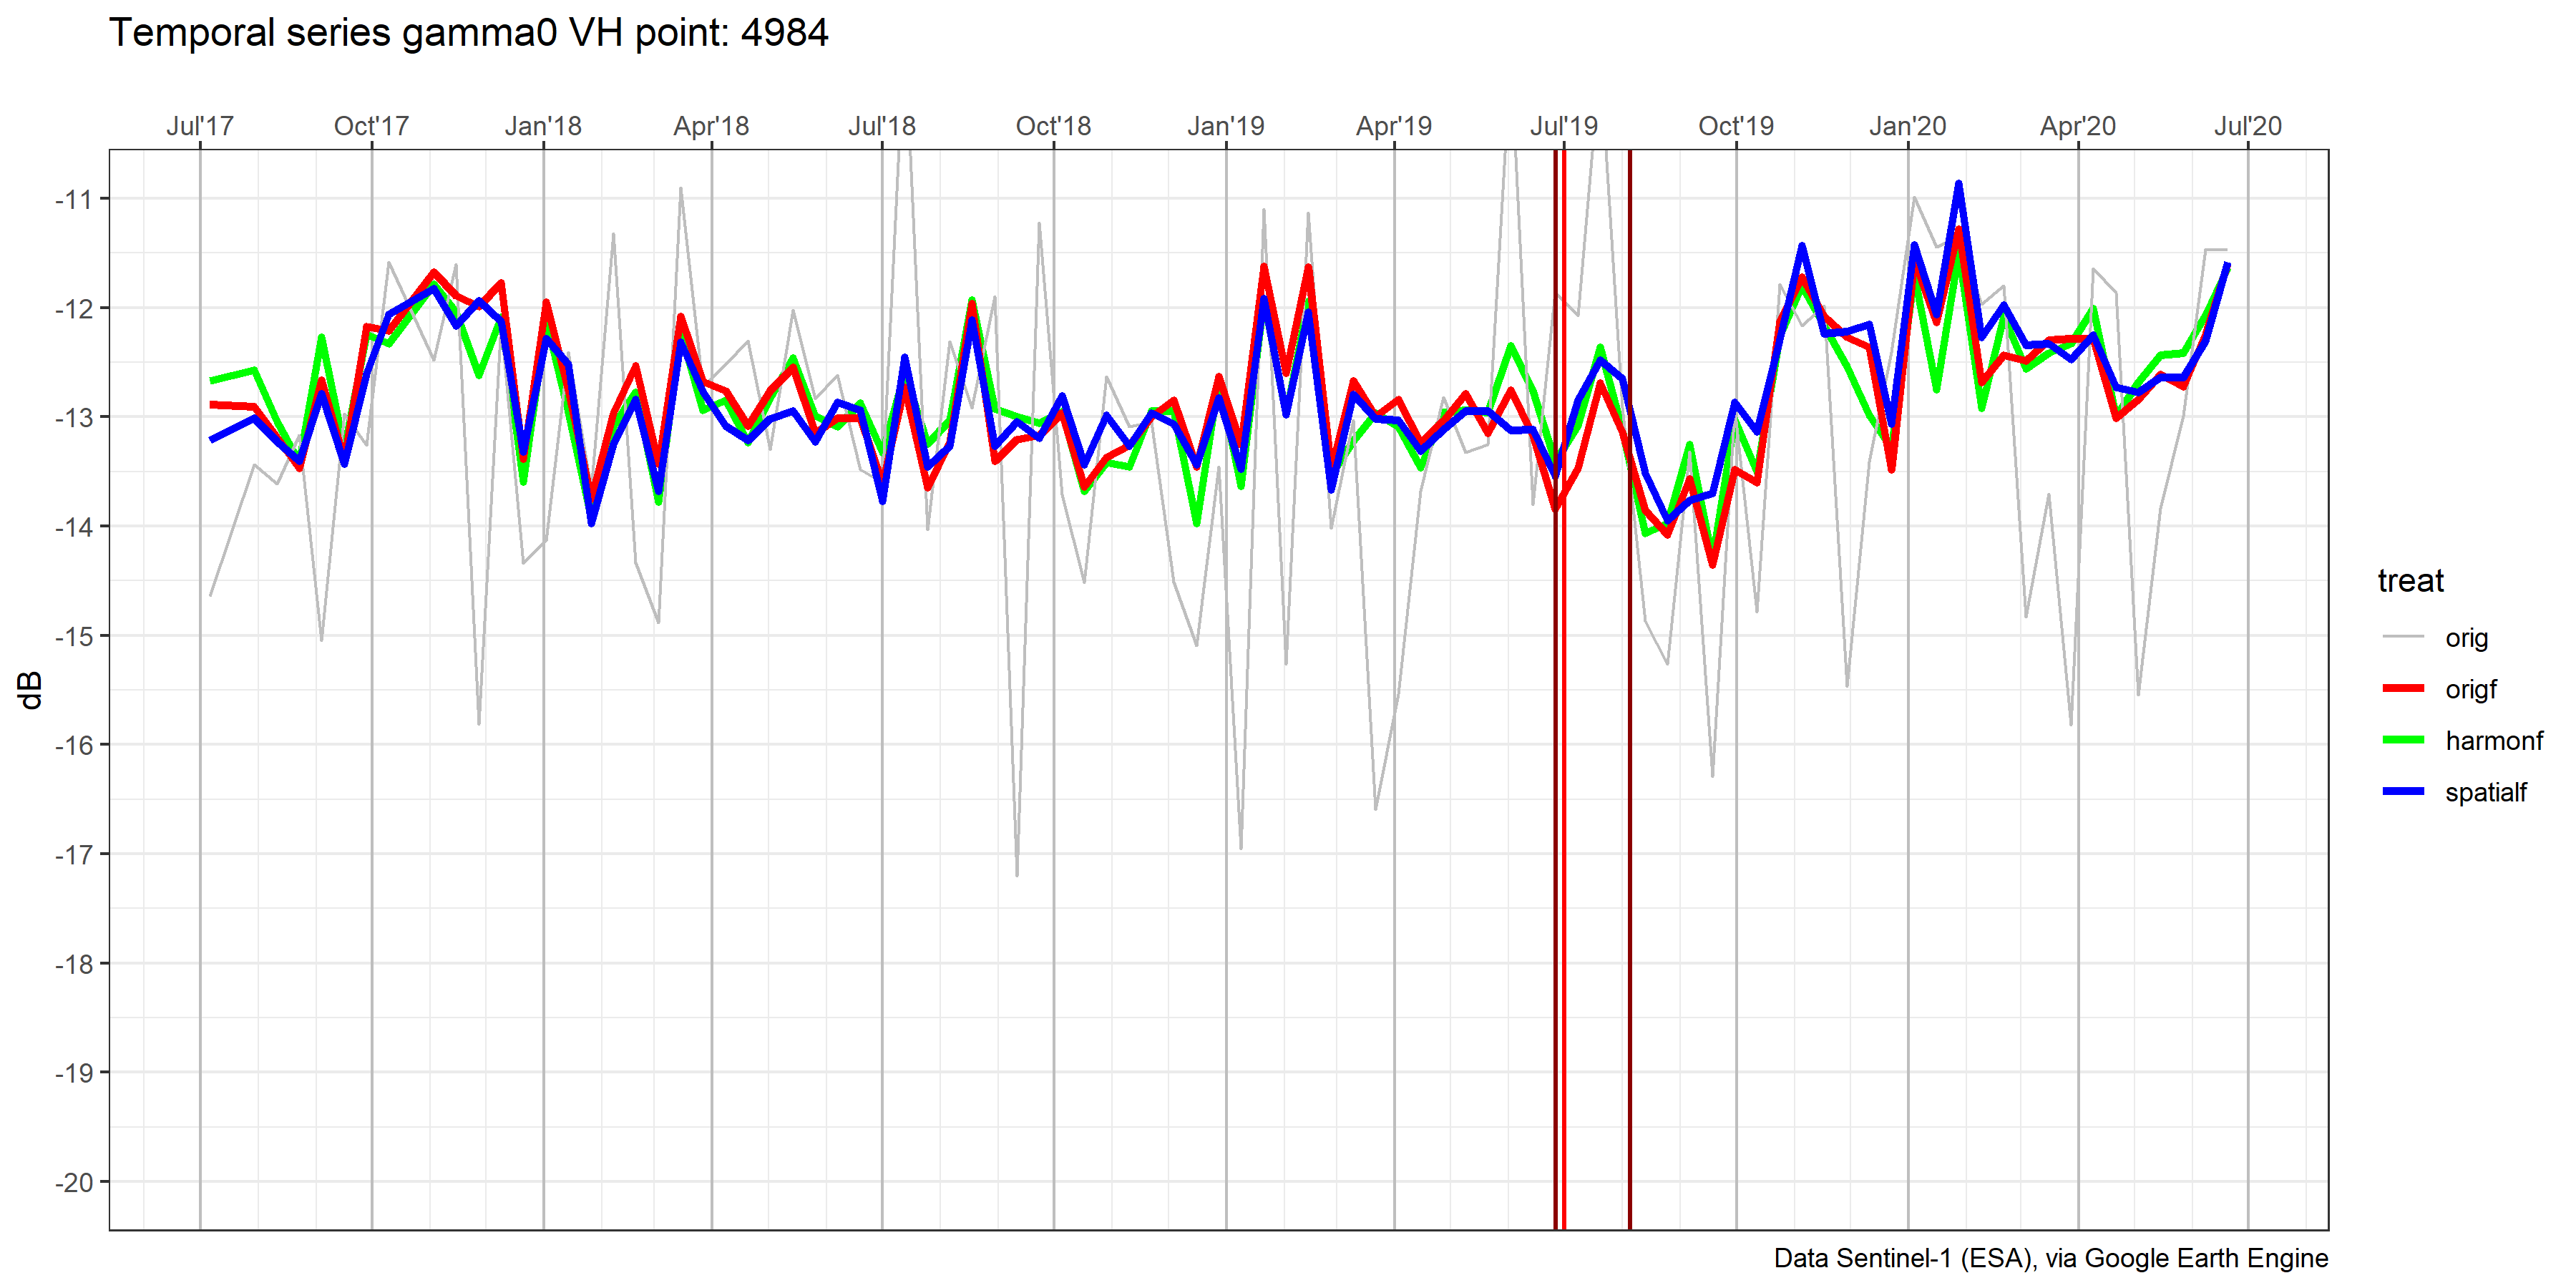 Temporal series gamma0 VH point: 4984
Jul'17 Oct'17 Jan'18 Apr'18 Jul'18 Oct'18 Jan'19 Apr'19 Jul'19 Oct'19 Jan'20 Apr'20 Jul'20
-11
-12
-13
-14
-15
-16
-17
-18
-19
-20
dB
treat
orig
origf
harmonf
spatialf
Data Sentinel-1 (ESA), via Google Earth Engine